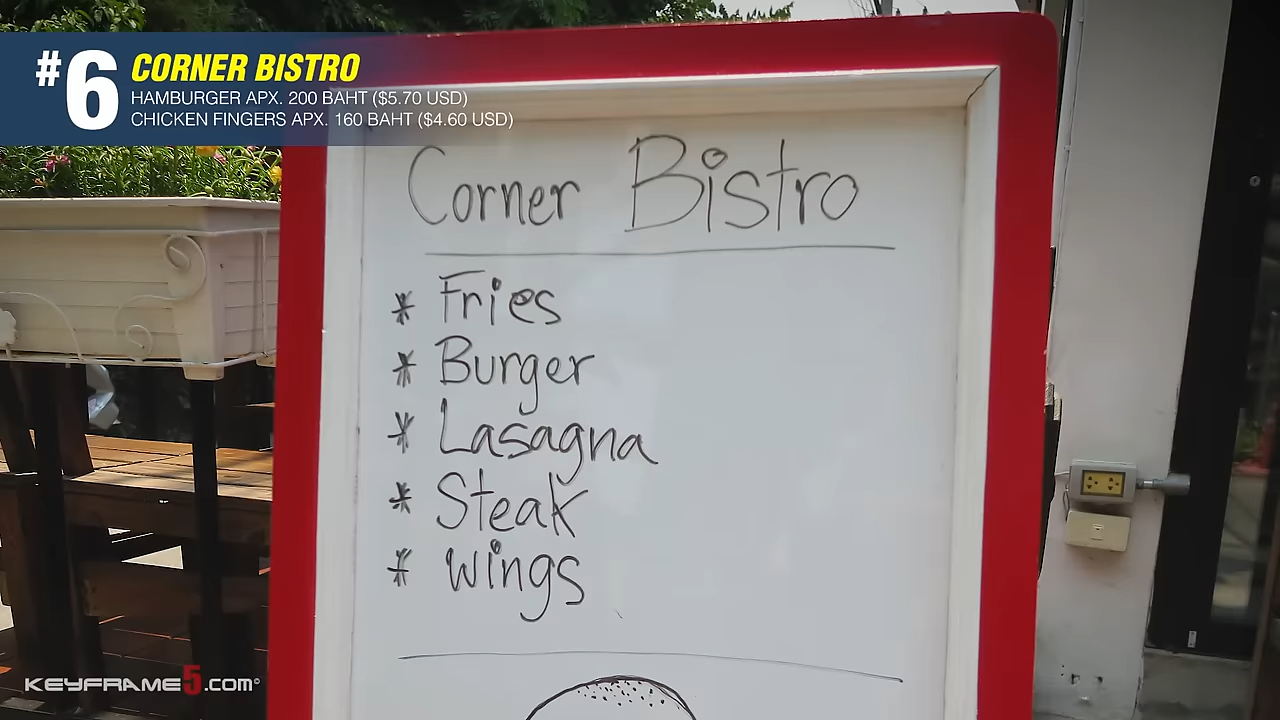 #6
CORNER BISTRO
HAMBURGER APX. 200 BAHT ($5.70 USD)
CHICKEN FINGERS APX. 160 BAHT ($4.60 USD)
Corner Bistro
* Fries
* Burger
* Lasagna
* Steak
* Wings
KEYFRAME5.COM©